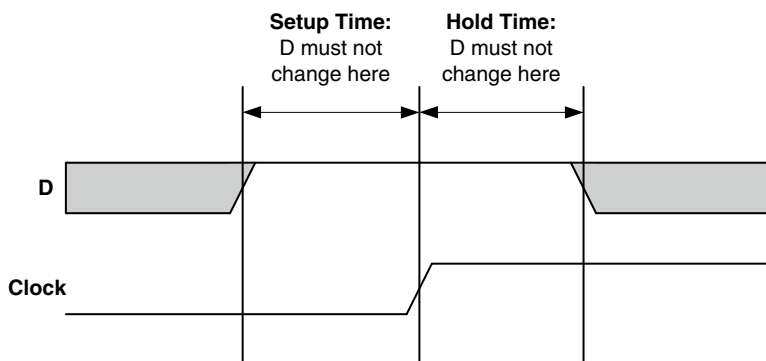 Setup Time:
D must not
change here
Hold Time:
D must not
change here
D
Clock